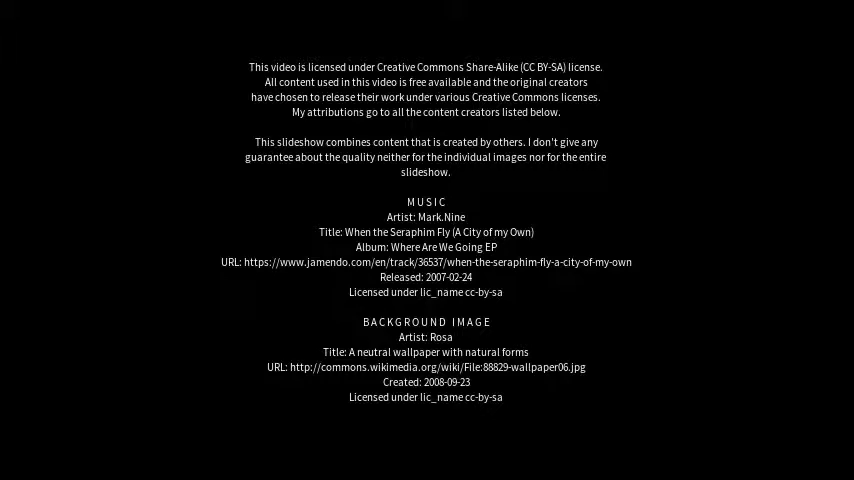 This video is licensed under Creative Commons Share-Alike (CC BY-SA) license.
All content used in this video is free available and the original creators
have chosen to release their work under various Creative Commons licenses.
My attributions go to all the content creators listed below.
This slideshow combines content that is created by others. I don't give any
guarantee about the quality neither for the individual images nor for the entire
slideshow.
MUSIC
Artist: Mark.Nine
Title: When the Seraphim Fly (A City of my Own)
Album: Where Are We Going EP
URL: https://www.jamendo.com/en/track/36537/when-the-seraphim-fly-a-city-of-my-own
Released: 2007-02-24
Licensed under lic_name cc-by-sa
BACKGROUND IMAGE
Artist: Rosa
Title: A neutral wallpaper with natural forms
URL: http://commons.wikimedia.org/wiki/File:88829-wallpaper06.jpg
Created: 2008-09-23
Licensed under lic_name cc-by-sa